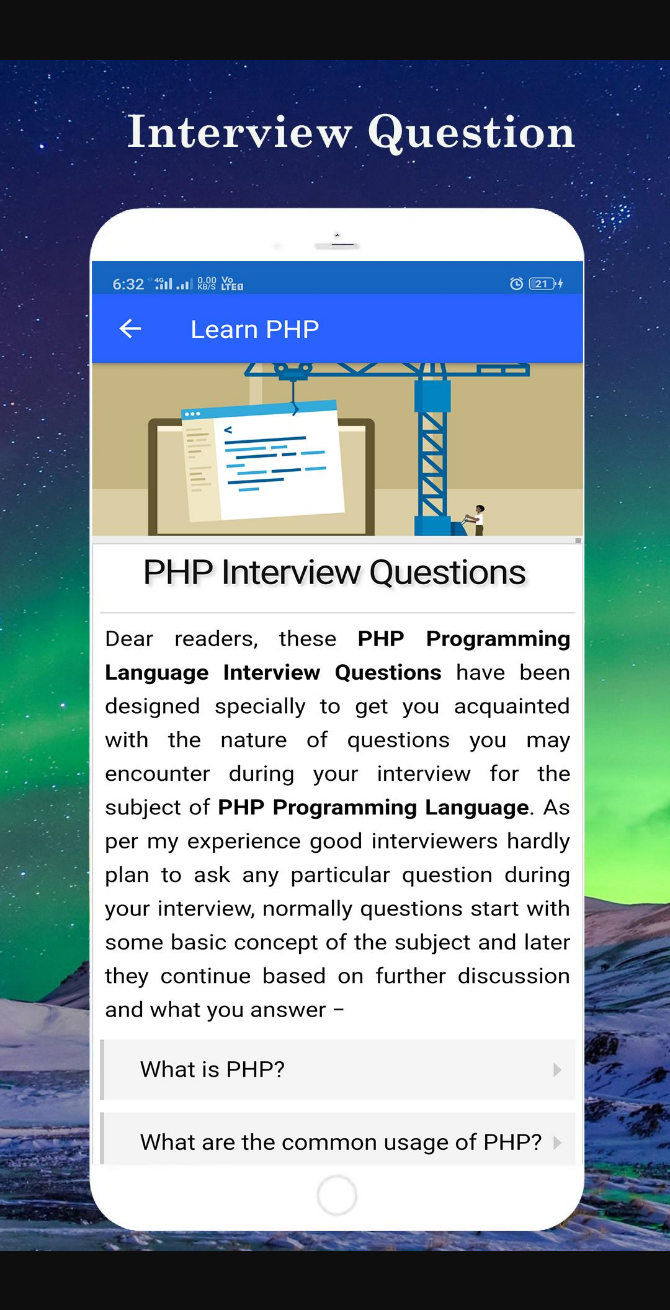 Interview Question
6:32 4G 0.00 KB/S Vo LTE 21
Learn PHP
<
PHP Interview Questions
Dear readers, these PHP Programming
Language Interview Questions have been
designed specially to get you acquainted
with the nature of questions you may
encounter during your interview for the
subject of PHP Programming Language. As
per my experience good interviewers hardly
plan to ask any particular question during
your interview, normally questions start with
some basic concept of the subject and later
they continue based on further discussion
and what you answer −
What is PHP?
What are the common usage of PHP?